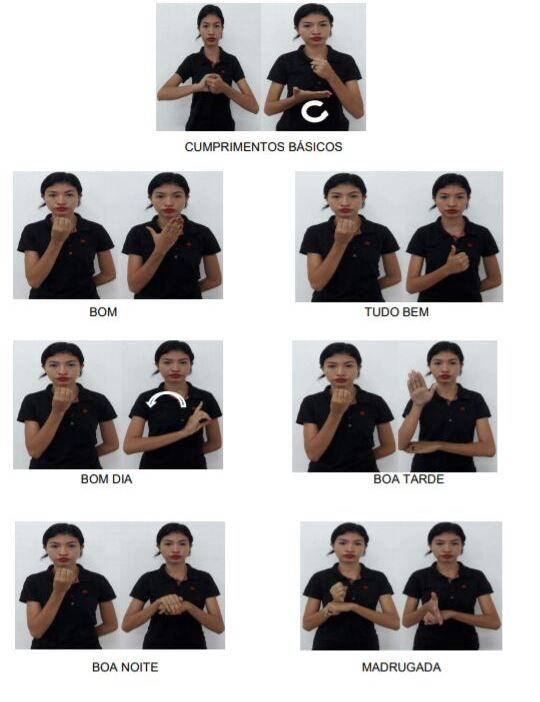 CUMPRIMENTOS BÁSICOS
BOM
TUDO BEM
BOM DIA
BOA TARDE
BOA NOITE
MADRUGADA